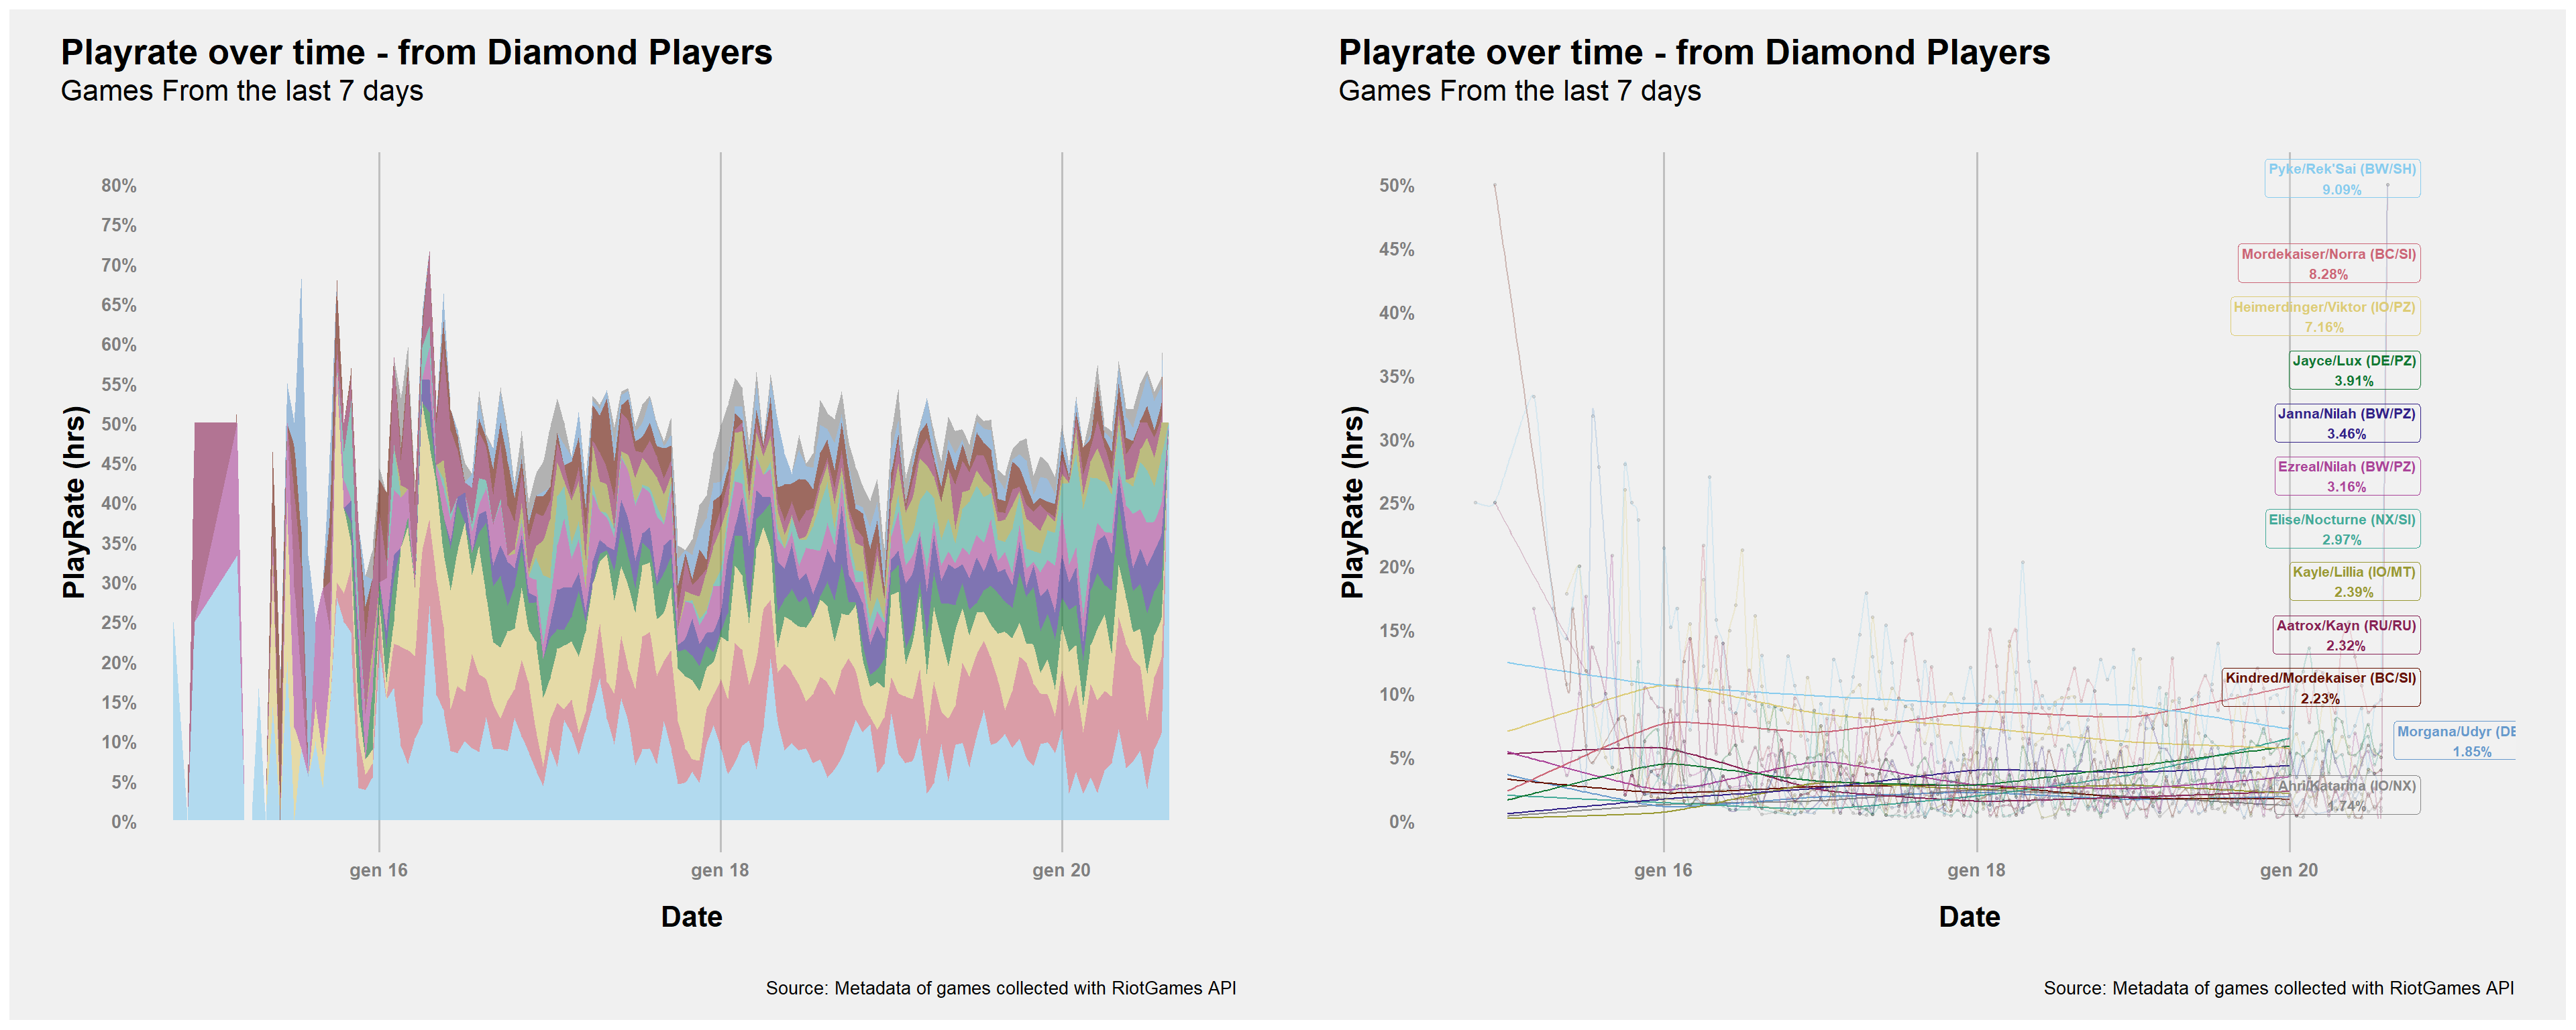 Playrate over time - from Diamond Players
Games From the last 7 days
80%
75%
70%
65%
60%
55%
50%
45%
40%
35%
30%
25%
20%
15%
10%
5%
0%
PlayRate (hrs)
gen 16
gen 18
gen 20
Date
Source: Metadata of games collected with RiotGames API
Playrate over time - from Diamond Players
Games From the last 7 days
50%
45%
40%
35%
30%
25%
20%
15%
10%
5%
0%
PlayRate (hrs)
Pyke/Rek'Sai (BW/SH)
9.09%
Mordekaiser/Norra (BC/SI)
8.28%
Heimerdinger/Viktor (IO/PZ)
7.16%
Jayce/Lux (DE/PZ)
3.91%
Janna/Nilah (BW/PZ)
3.46%
Ezreal/Nilah (BW/PZ)
3.16%
Elise/Nocturne (NX/SI)
2.97%
Kayle/Lillia (IO/MT)
2.39%
Aatrox/Kayn (RU/RU)
2.32%
Kindred/Mordekaiser (BC/SI)
2.23%
Morgana/Udyr (DE
1.85%
Ahri/Katarina (IO/NX)
1.74%
gen 16
gen 18
gen 20
Date
Source: Metadata of games collected with RiotGames API